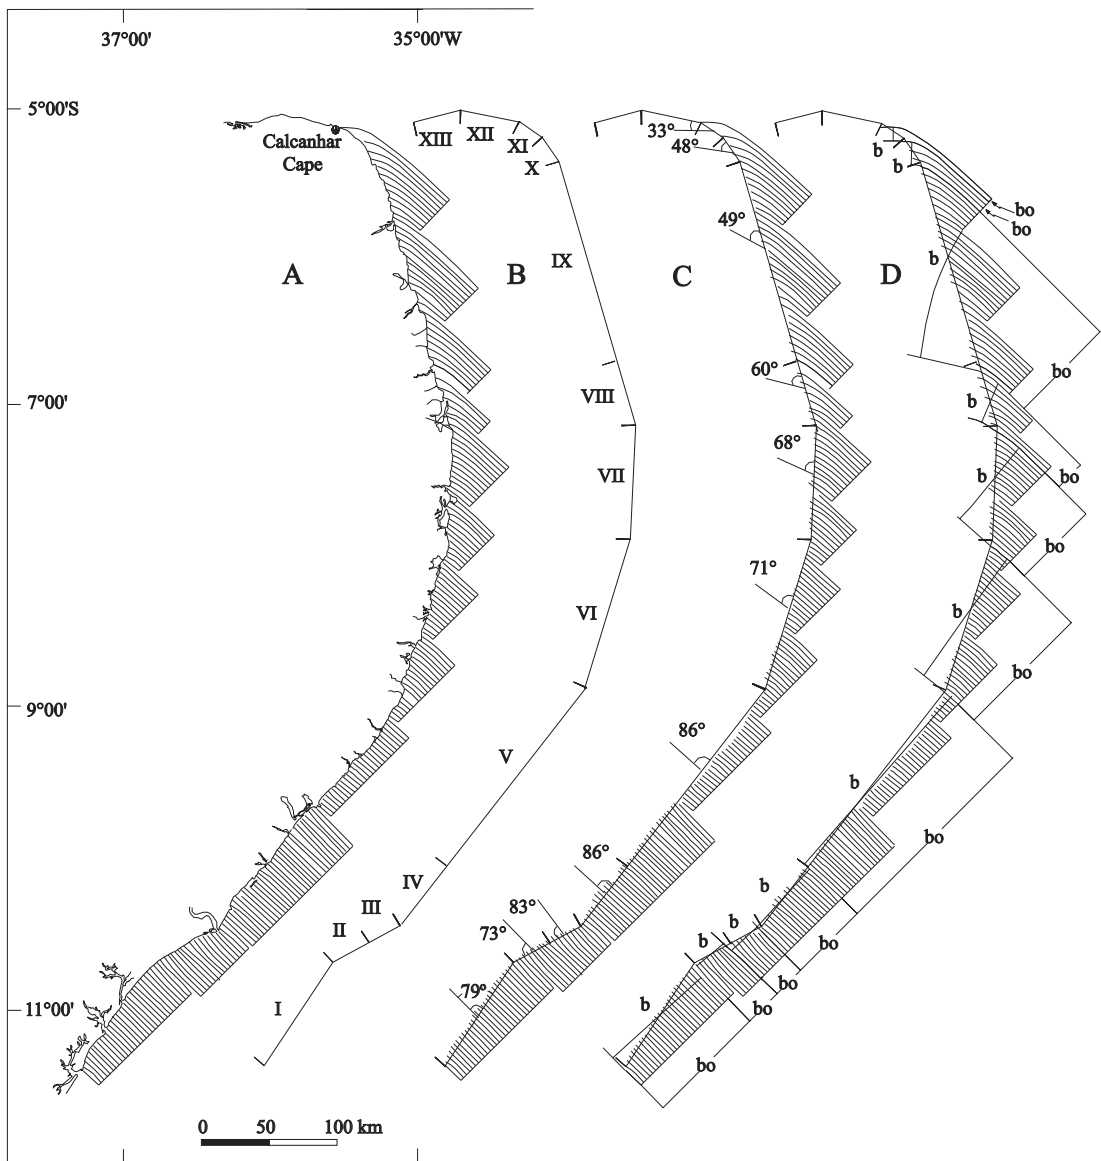 37°00'
35°00'W
5°00'S
7°00'
9°00'
11°00'
Calcanhar
Cape
A
B
C
D
XIII
XII
XI
X
IX
VIII
VII
VI
V
IV
III
II
I
33°
48°
49°
60°
68°
71°
86°
86°
83°
73°
79°
b
b
b
b
b
b
b
b
b
b
b
bo
bo
bo
bo
bo
bo
bo
bo
bo
bo
bo
0 50 100 km